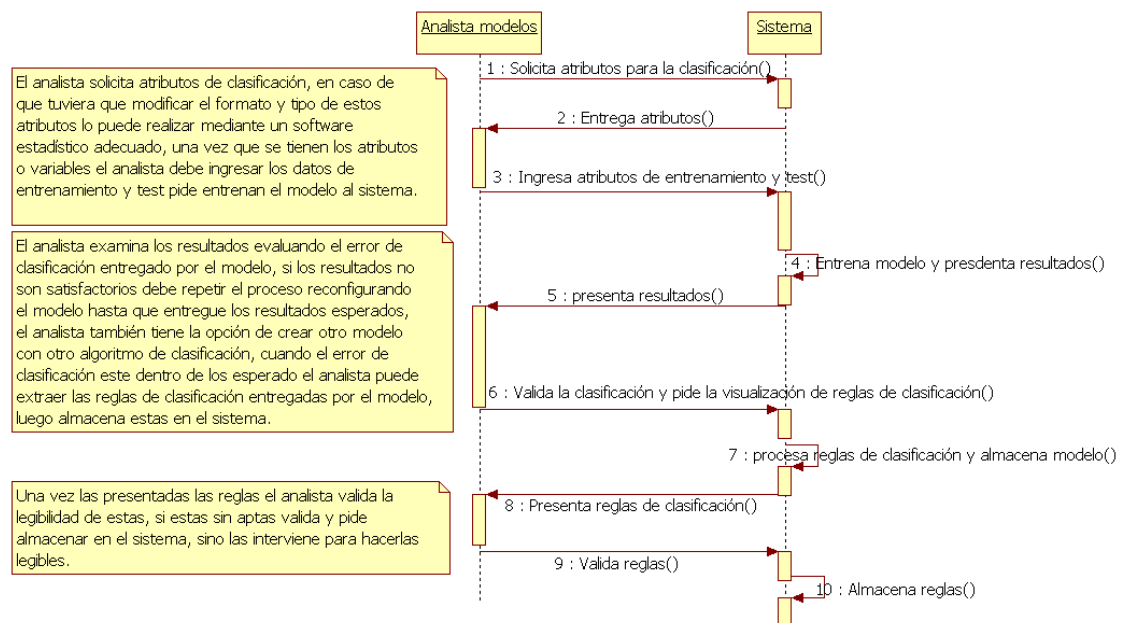 Analista modelos
Sistema
1 : Solicita atributos para la clasificación()
El analista solicita atributos de clasificación, en caso de
que tuviera que modificar el formato y tipo de estos
atributos lo puede realizar mediante un software
estadístico adecuado, una vez que se tienen los atributos
o variables el analista debe ingresar los datos de
entrenamiento y test pide entrenan el modelo al sistema.
2 : Entrega atributos()
3 : Ingresa atributos de entrenamiento y test()
El analista examina los resultados evaluando el error de
clasificación entregado por el modelo, si los resultados no
son satisfactorios debe repetir el proceso reconfigurando
el modelo hasta que entregue los resultados esperados,
el analista también tiene la opción de crear otro modelo
con otro algoritmo de clasificación, cuando el error de
clasificación este dentro de los esperado el analista puede
extraer las reglas de clasificación entregadas por el modelo,
luego almacena estas en el sistema.
4 : Entrena modelo y presdenta resultados()
5 : presenta resultados()
6 : Valida la clasificación y pide la visualización de reglas de clasificación()
7 : procesa reglas de clasificación y almacena modelo()
Una vez las presentadas las reglas el analista valida la
legibilidad de estas, si estas sin aptas valida y pide
almacenar en el sistema, sino las interviene para hacerlas
legibles.
8 : Presenta reglas de clasificación()
9 : Valida reglas()
10 : Almacena reglas()